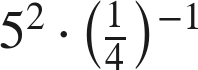 5² · (1/4)⁻¹